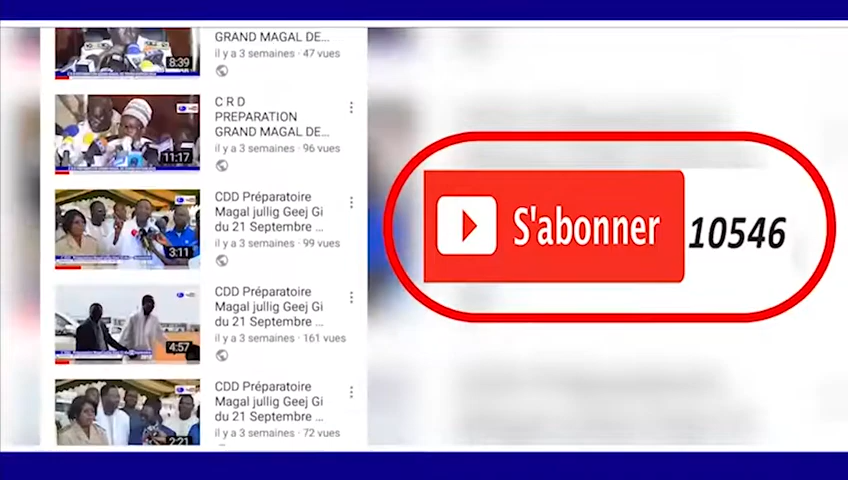 GRAND MAGAL DE...
il y a 3 semaines · 47 vues
8:39
C R D
PREPARATION
GRAND MAGAL DE...
il y a 3 semaines · 96 vues
11:17
CDD Préparatoire
Magal jullig Geej Gi
du 21 Septembre ...
il y a 3 semaines · 99 vues
3:11
CDD Préparatoire
Magal jullig Geej Gi
du 21 Septembre ...
il y a 3 semaines · 161 vues
4:57
CDD Préparatoire
Magal jullig Geej Gi
du 21 Septembre ...
il y a 3 semaines · 72 vues
2:21
S'abonner 10546